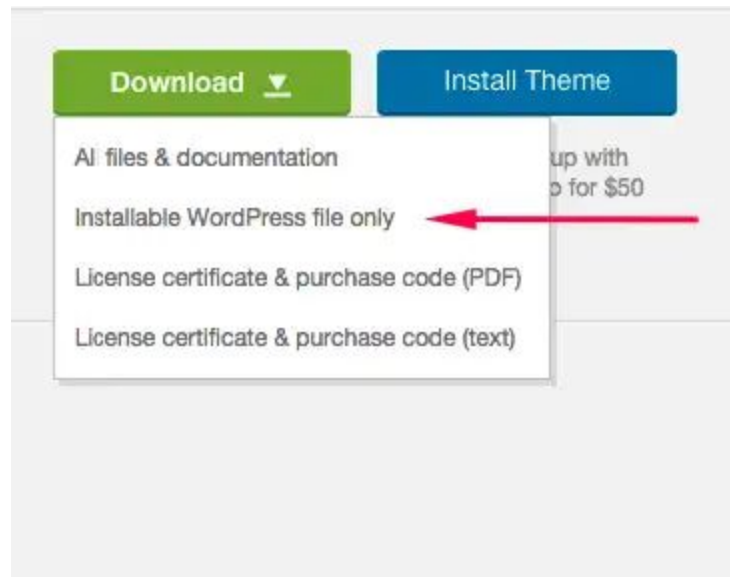 Download
Install Theme
AI files & documentation
up with
for $50
Installable WordPress file only
License certificate & purchase code (PDF)
License certificate & purchase code (text)